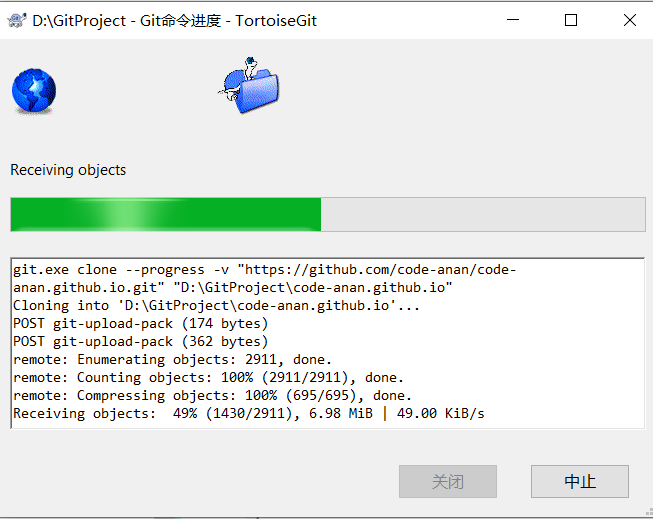 D:\GitProject - Git命令进度 - TortoiseGit
Receiving objects
git.exe clone --progress -v "https://github.com/code-anan/code-
anan.github.io.git" "D:\GitProject\code-anan.github.io"
Cloning into 'D:\GitProject\code-anan.github.io'...
POST git-upload-pack (174 bytes)
POST git-upload-pack (362 bytes)
remote: Enumerating objects: 2911, done.
remote: Counting objects: 100% (2911/2911), done.
remote: Compressing objects: 100% (695/695), done.
Receiving objects:  49% (1430/2911), 6.98 MiB | 49.00 KiB/s
关闭
中止